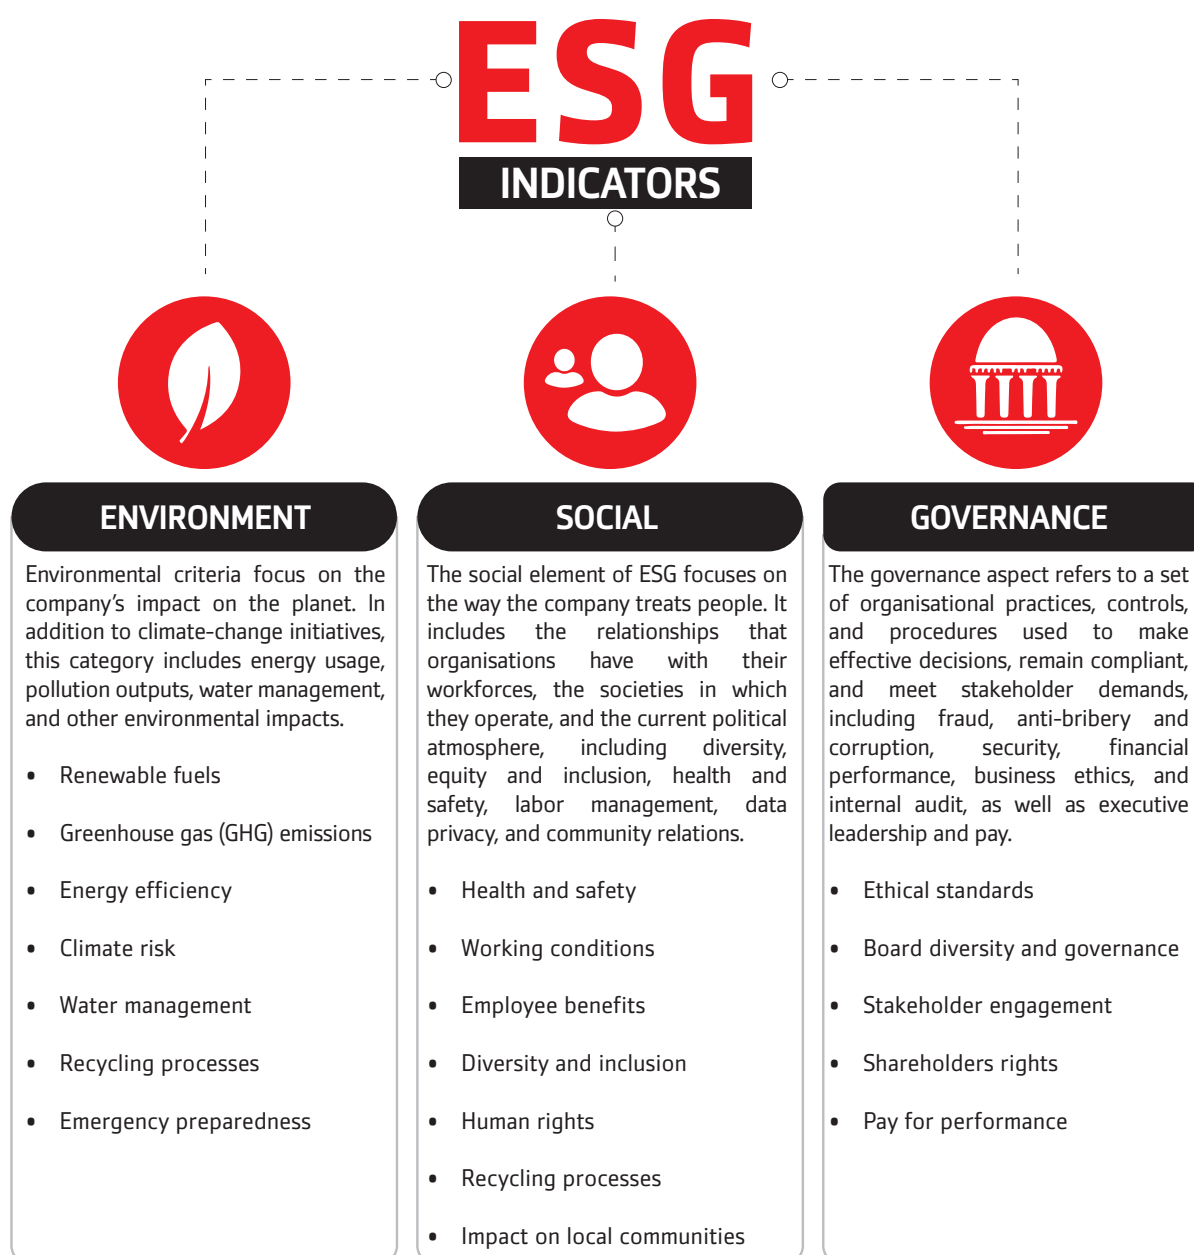 ESG
INDICATORS
ENVIRONMENT
Environmental criteria focus on the
company’s impact on the planet. In
addition to climate-change initiatives,
this category includes energy usage,
pollution outputs, water management,
and other environmental impacts.
• Renewable fuels
• Greenhouse gas (GHG) emissions
• Energy efficiency
• Climate risk
• Water management
• Recycling processes
• Emergency preparedness
SOCIAL
The social element of ESG focuses on
the way the company treats people. It
includes the relationships that
organisations have with their
workforces, the societies in which
they operate, and the current political
atmosphere, including diversity,
equity and inclusion, health and
safety, labor management, data
privacy, and community relations.
• Health and safety
• Working conditions
• Employee benefits
• Diversity and inclusion
• Human rights
• Recycling processes
• Impact on local communities
GOVERNANCE
The governance aspect refers to a set
of organisational practices, controls,
and procedures used to make
effective decisions, remain compliant,
and meet stakeholder demands,
including fraud, anti-bribery and
corruption, security, financial
performance, business ethics, and
internal audit, as well as executive
leadership and pay.
• Ethical standards
• Board diversity and governance
• Stakeholder engagement
• Shareholders rights
• Pay for performance